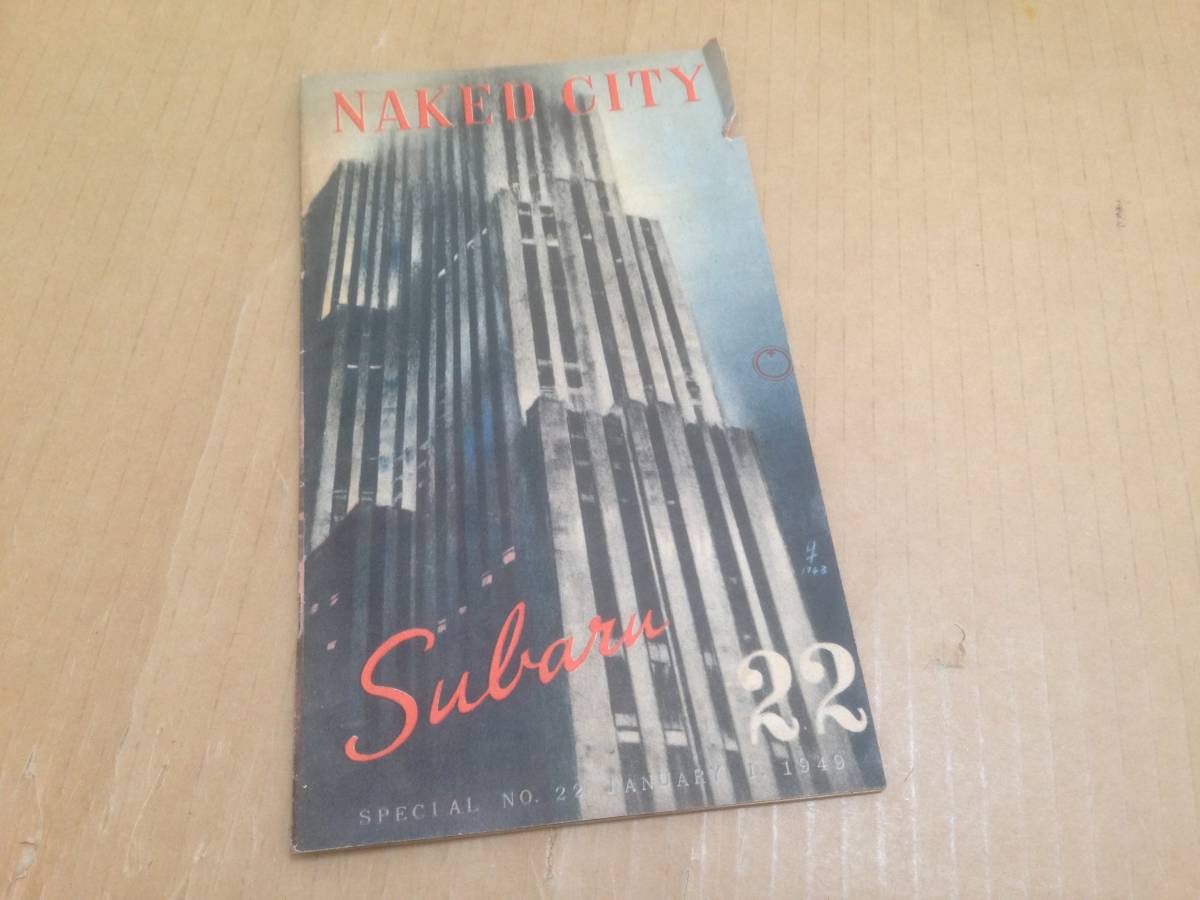 NAKED CITY
Subaru
22
SPECIAL NO. 22 JANUARY 1. 1949